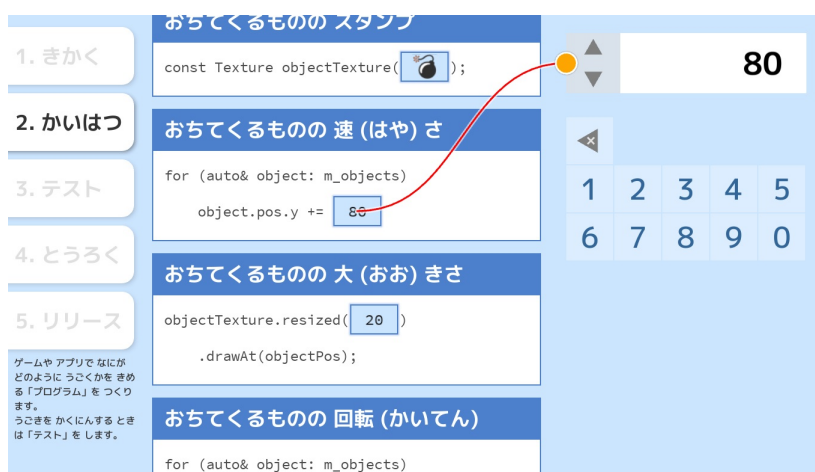 おちてくるものの スタンプ
1. きかく
const Texture objectTexture( );
80
2. かいはつ
おちてくるものの 速 (はや) さ
for (auto& object: m_objects)
object.pos.y += 80
3. テスト
1 2 3 4 5
6 7 8 9 0
4. とうろく
おちてくるものの 大 (おお) きさ
5. リリース
objectTexture.resized( 20 )
.drawAt(objectPos);
ゲームや アプリで なにが
どのように うごくかを きめ
る「プログラム」を つくり
ます。
うごきを かくにんする とき
は「テスト」を します。
おちてくるものの 回転 (かいてん)
for (auto& object: m_objects)